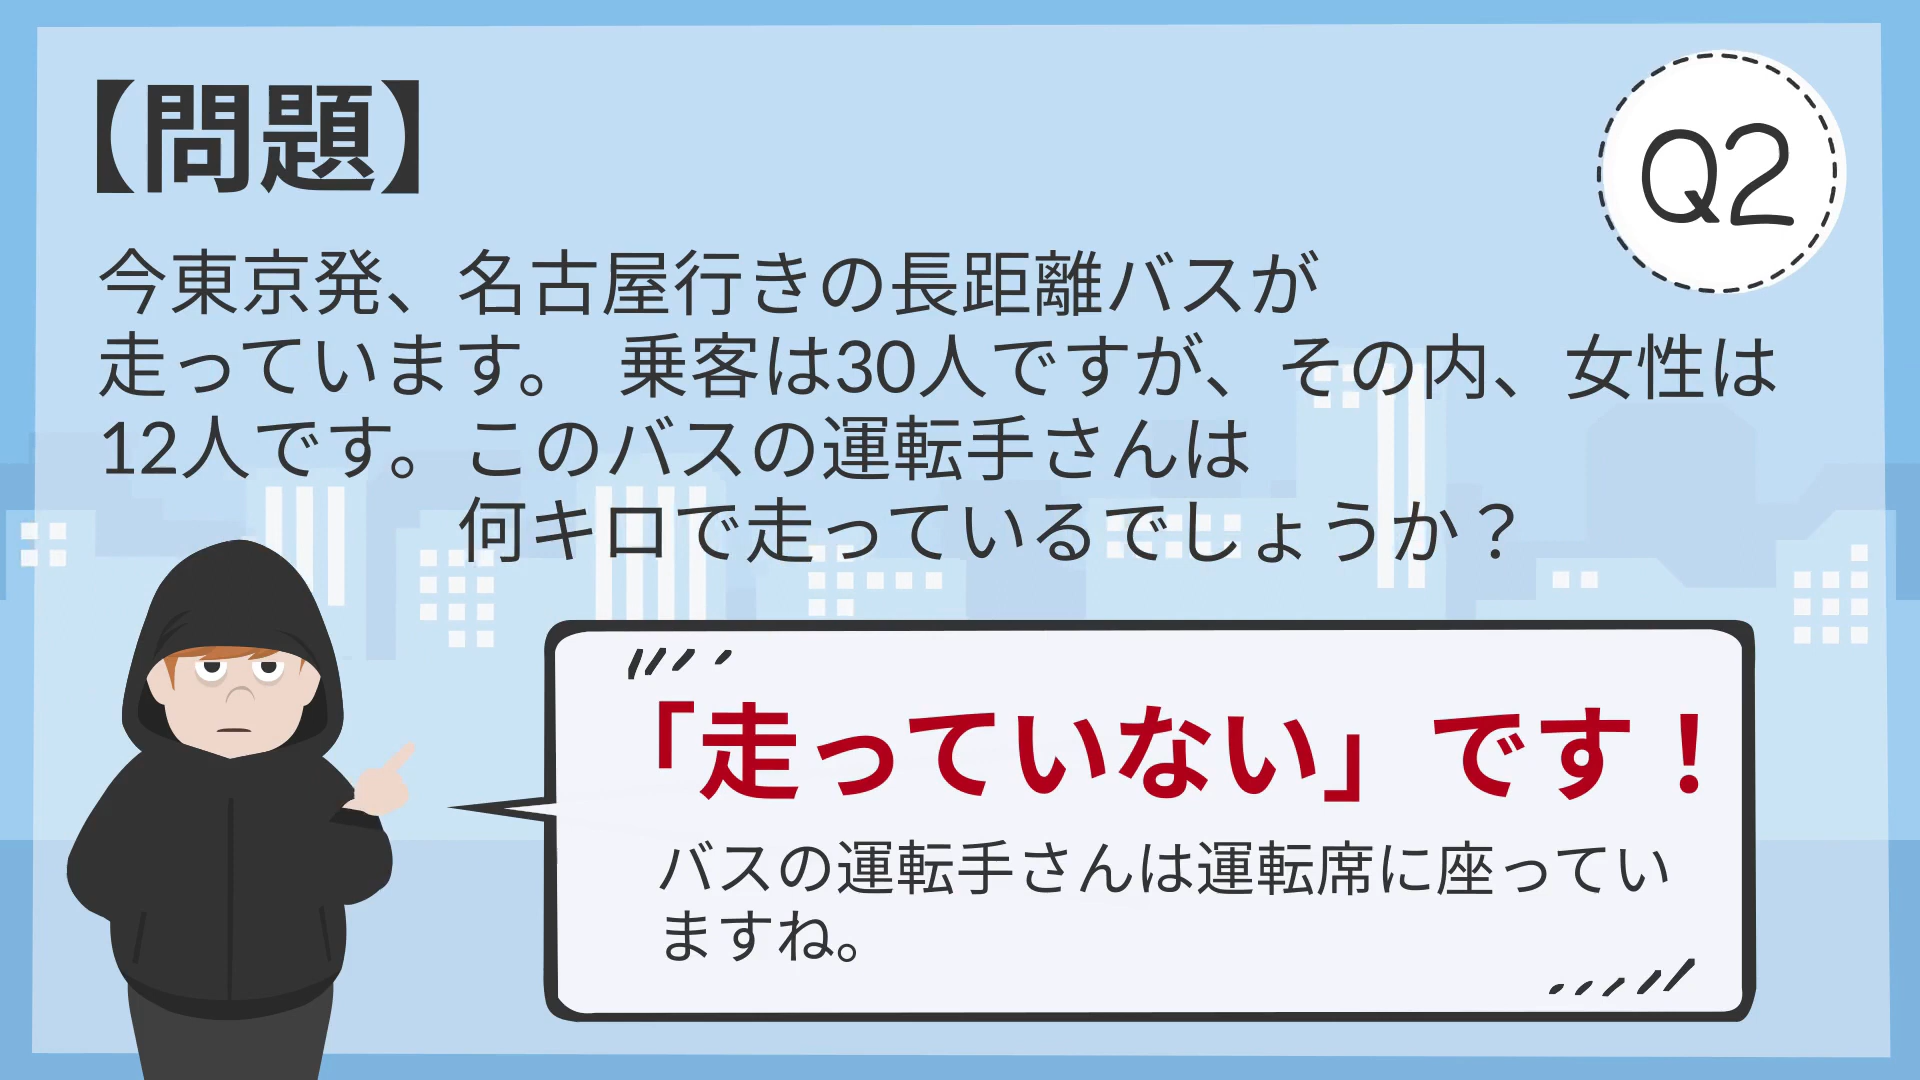 【問題】
Q2
今東京発、名古屋行きの長距離バスが
走っています。 乗客は30人ですが、その内、女性は
12人です。このバスの運転手さんは
何キロで走っているでしょうか？
「走っていない」です！
バスの運転手さんは運転席に座ってい
ますね。